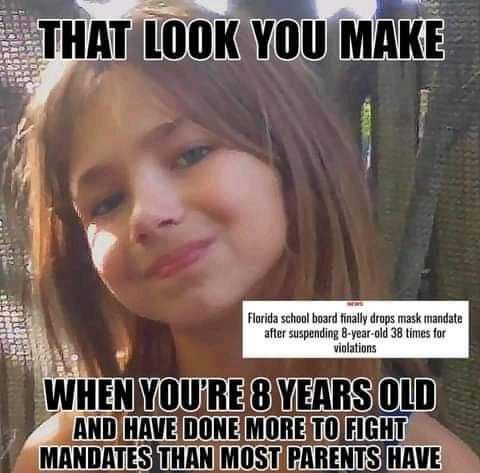 THAT LOOK YOU MAKE
NEWS
Florida school board finally drops mask mandate
after suspending 8-year-old 38 times for
violations
WHEN YOU'RE 8 YEARS OLD
AND HAVE DONE MORE TO FIGHT
MANDATES THAN MOST PARENTS HAVE